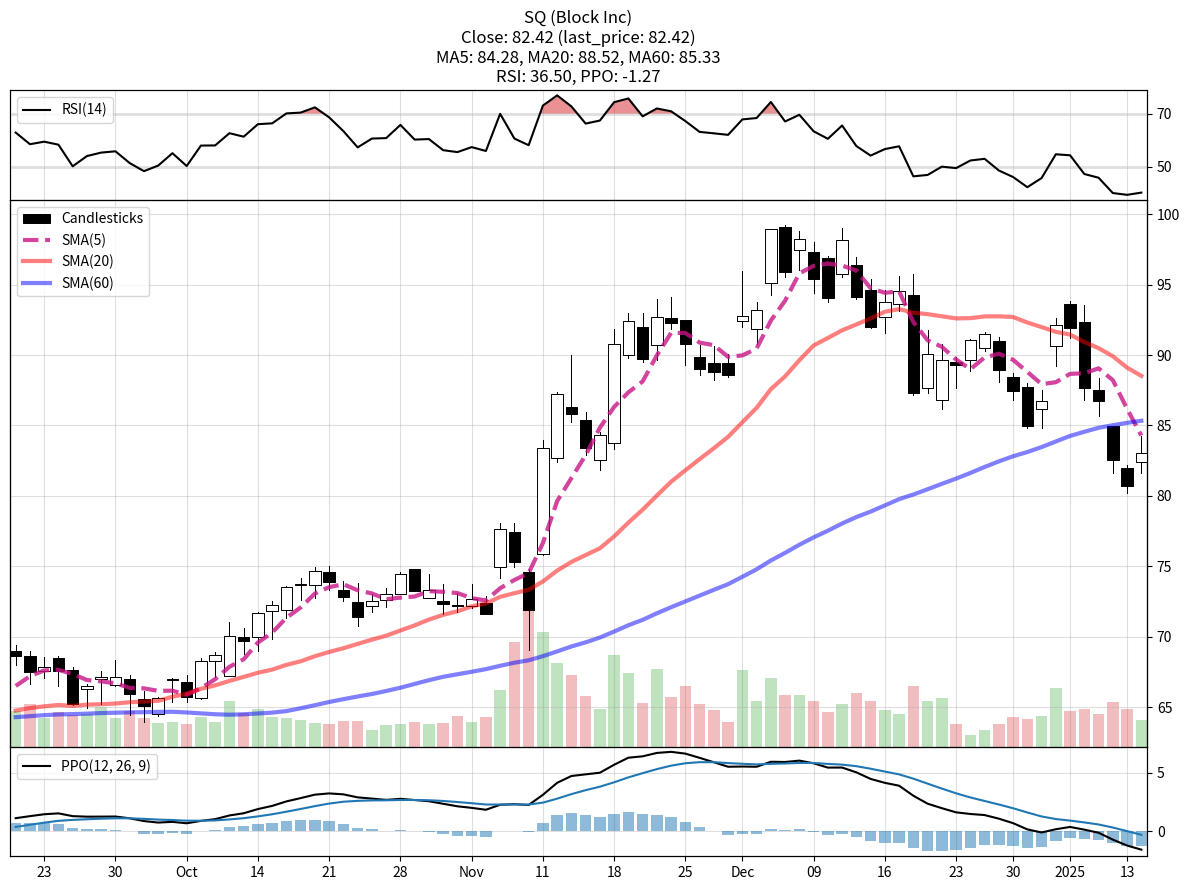 SQ (Block Inc)
Close: 82.42 (last_price: 82.42)
MA5: 84.28, MA20: 88.52, MA60: 85.33
RSI: 36.50, PPO: -1.27
RSI(14)
70
50
Candlesticks
SMA(5)
SMA(20)
SMA(60)
100
95
90
85
80
75
70
65
PPO(12, 26, 9)
5
0
23 30 Oct 14 21 28 Nov 11 18 25 Dec 09 16 23 30 2025 13